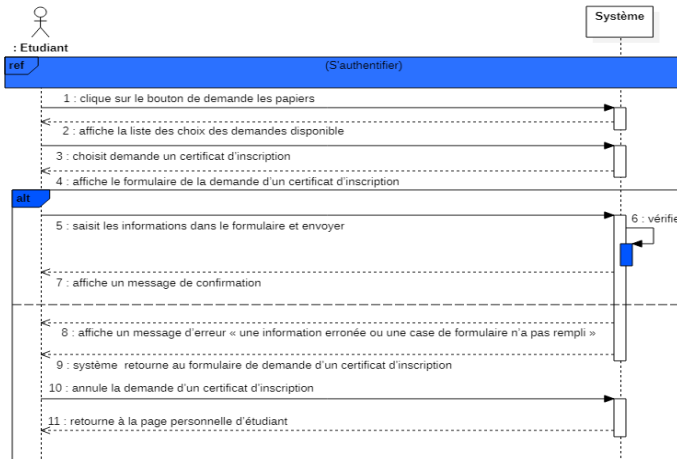 Système
: Etudiant
ref
(S'authentifier)
1 : clique sur le bouton de demande les papiers
2 : affiche la liste des choix des demandes disponible
3 : choisit demande un certificat d'inscription
4 : affiche le formulaire de la demande d'un certificat d'inscription
alt
5 : saisit les informations dans le formulaire et envoyer
6 : vérifie
7 : affiche un message de confirmation
8 : affiche un message d'erreur « une information erronée ou une case de formulaire n'a pas rempli »
9 : système retourne au formulaire de demande d'un certificat d'inscription
10 : annule la demande d'un certificat d'inscription
11 : retourne à la page personnelle d'étudiant